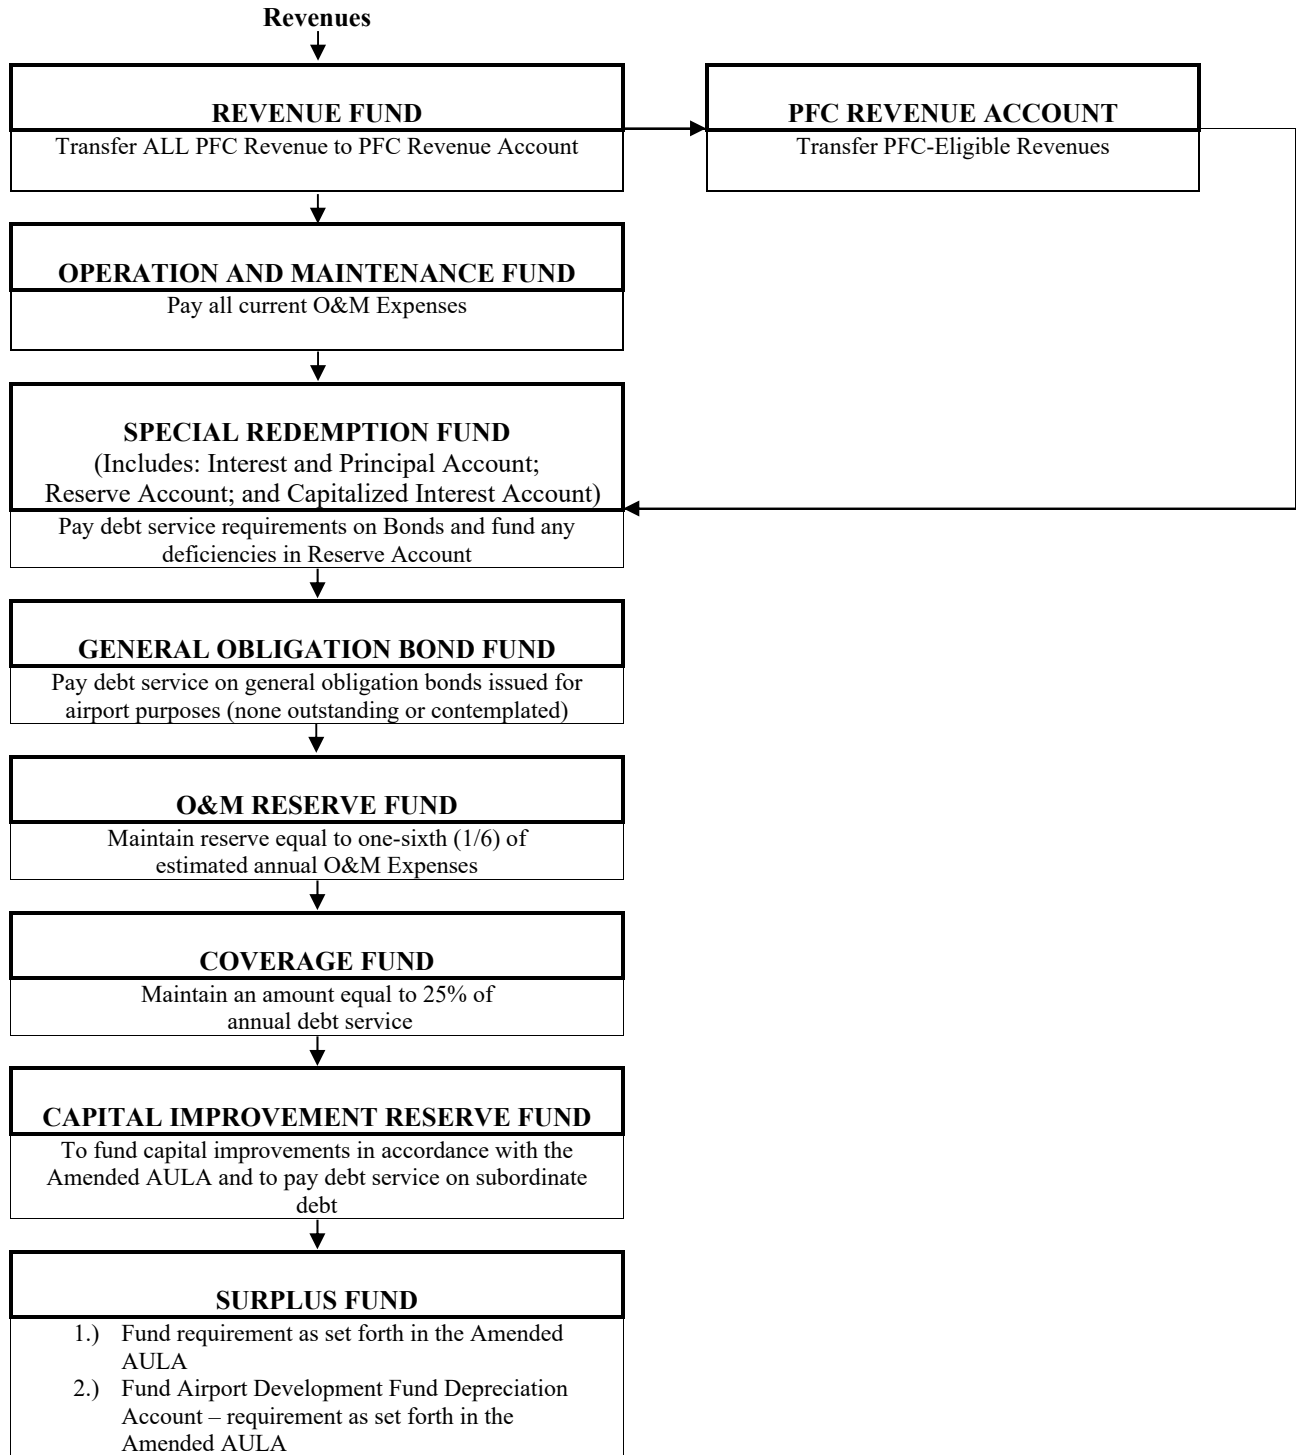 Revenues
REVENUE FUND
Transfer ALL PFC Revenue to PFC Revenue Account
PFC REVENUE ACCOUNT
Transfer PFC-Eligible Revenues
OPERATION AND MAINTENANCE FUND
Pay all current O&M Expenses
SPECIAL REDEMPTION FUND
(Includes: Interest and Principal Account;
Reserve Account; and Capitalized Interest Account)
Pay debt service requirements on Bonds and fund any
deficiencies in Reserve Account
GENERAL OBLIGATION BOND FUND
Pay debt service on general obligation bonds issued for
airport purposes (none outstanding or contemplated)
O&M RESERVE FUND
Maintain reserve equal to one-sixth (1/6) of
estimated annual O&M Expenses
COVERAGE FUND
Maintain an amount equal to 25% of
annual debt service
CAPITAL IMPROVEMENT RESERVE FUND
To fund capital improvements in accordance with the
Amended AULA and to pay debt service on subordinate
debt
SURPLUS FUND
1.) Fund requirement as set forth in the Amended
AULA
2.) Fund Airport Development Fund Depreciation
Account – requirement as set forth in the
Amended AULA